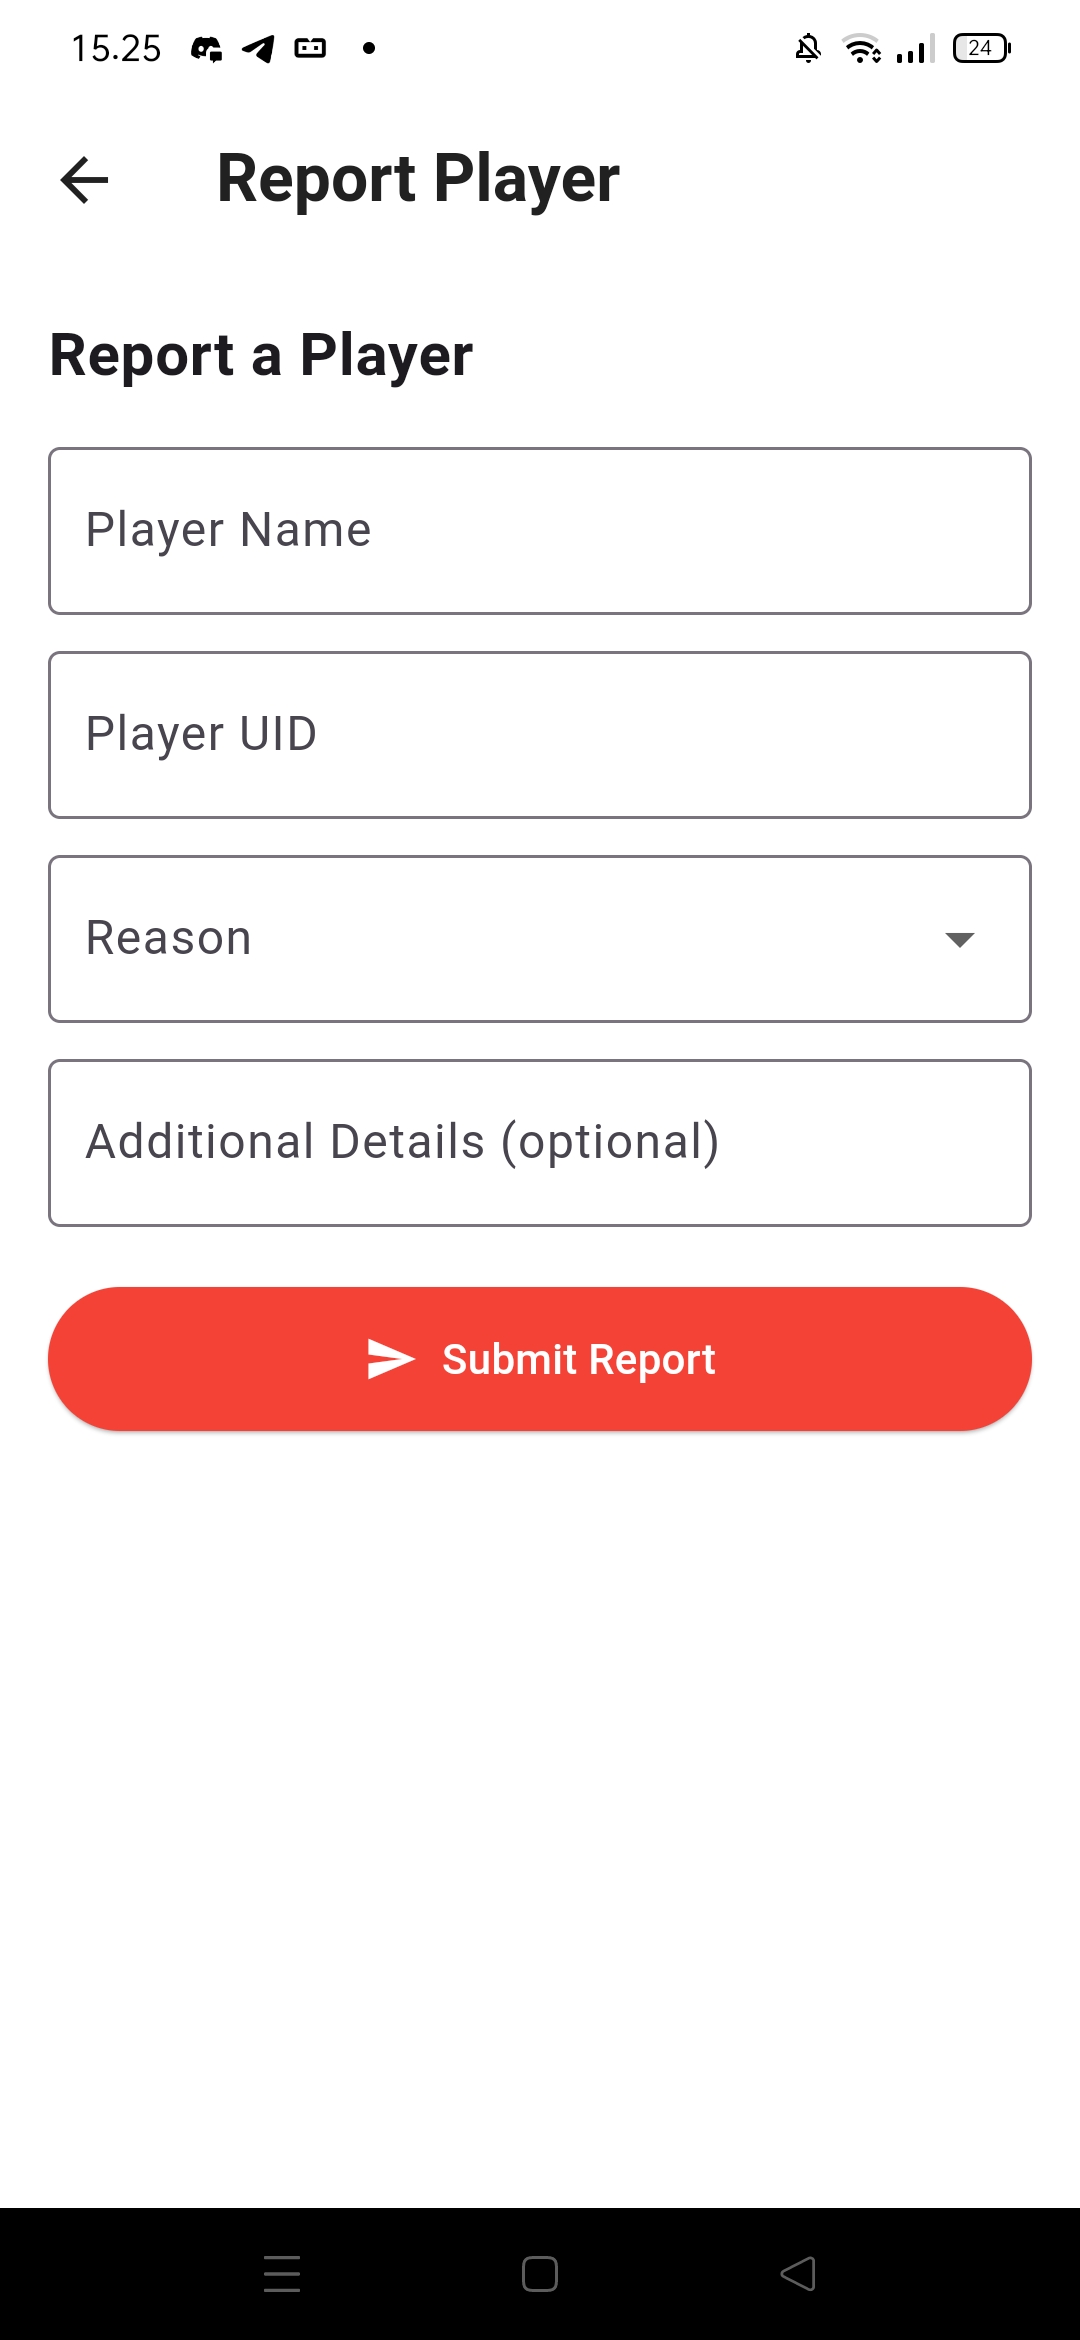 15.25
24
Report Player
Report a Player
Player Name
Player UID
Reason
Additional Details (optional)
Submit Report